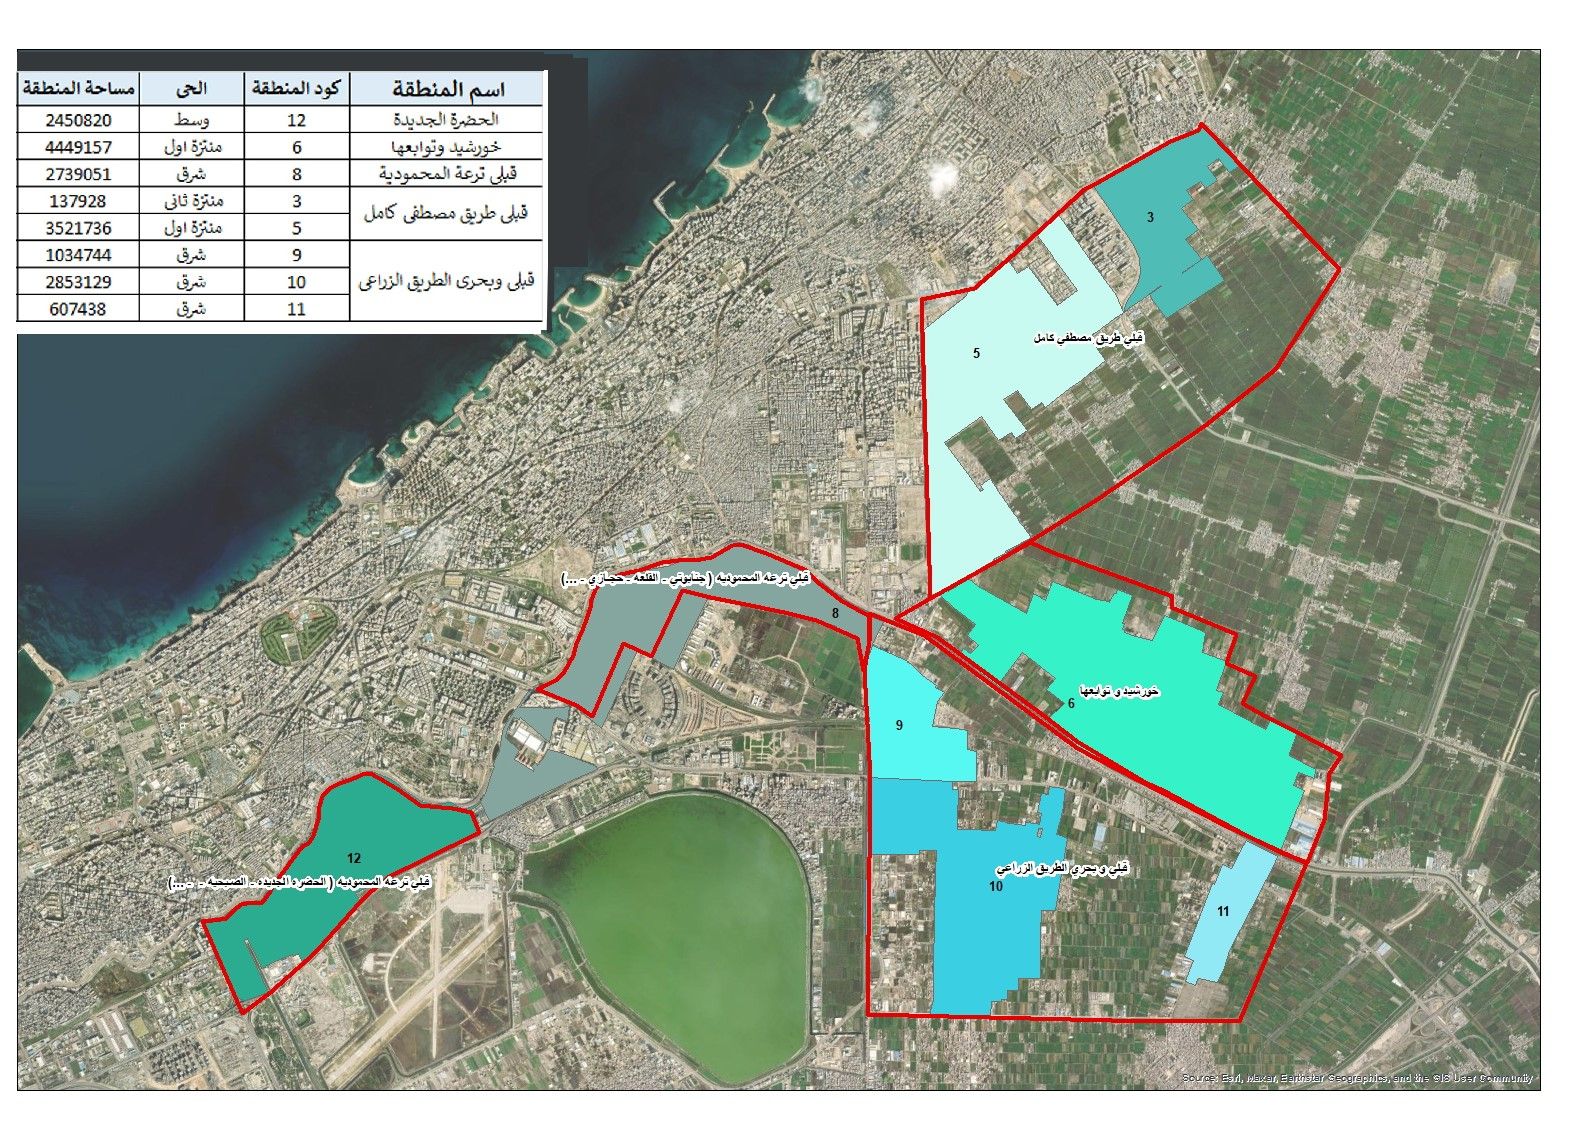 اسم المنطقة كود المنطقة الحى مساحة المنطقة
الحضرة الجديدة 12 وسط 2450820
خورشيد وتوابعها 6 منتزة اول 4449157
قبلى ترعة المحمودية 8 شرق 2739051
قبلى طريق مصطفى كامل 3 منتزة ثانى 137928
5 منتزة اول 3521736
قبلى وبحرى الطريق الزراعى 9 شرق 1034744
10 شرق 2853129
11 شرق 607438
3
قبلي طريق مصطفي كامل
5
قبلي ترعه المحموديه (جنايوتي - القلعه - حجازي - ...)
8
خورشيد و توابعها
6
9
12
قبلي ترعه المحموديه (الحضره الجديده - الصبحيه - - ...)
قبلي و بحري الطريق الزراعي
10
11
Source: Esri, Maxar, Earthstar Geographics, and the GIS User Community